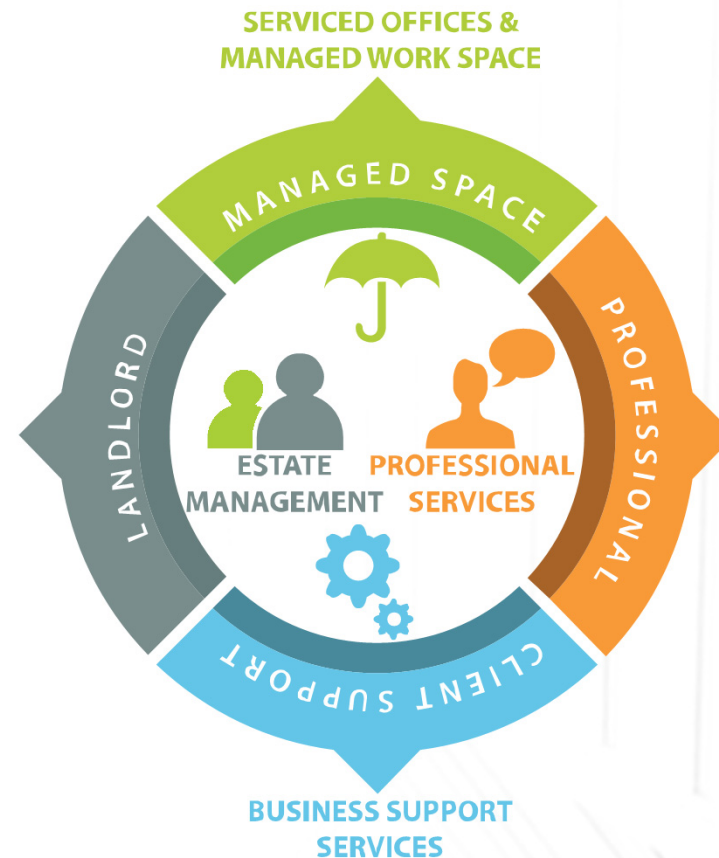 SERVICED OFFICES &
MANAGED WORK SPACE
MANAGED SPACE
LANDLORD
PROFESSIONAL
ESTATE
MANAGEMENT
PROFESSIONAL
SERVICES
CLIENT SUPPORT
BUSINESS SUPPORT
SERVICES